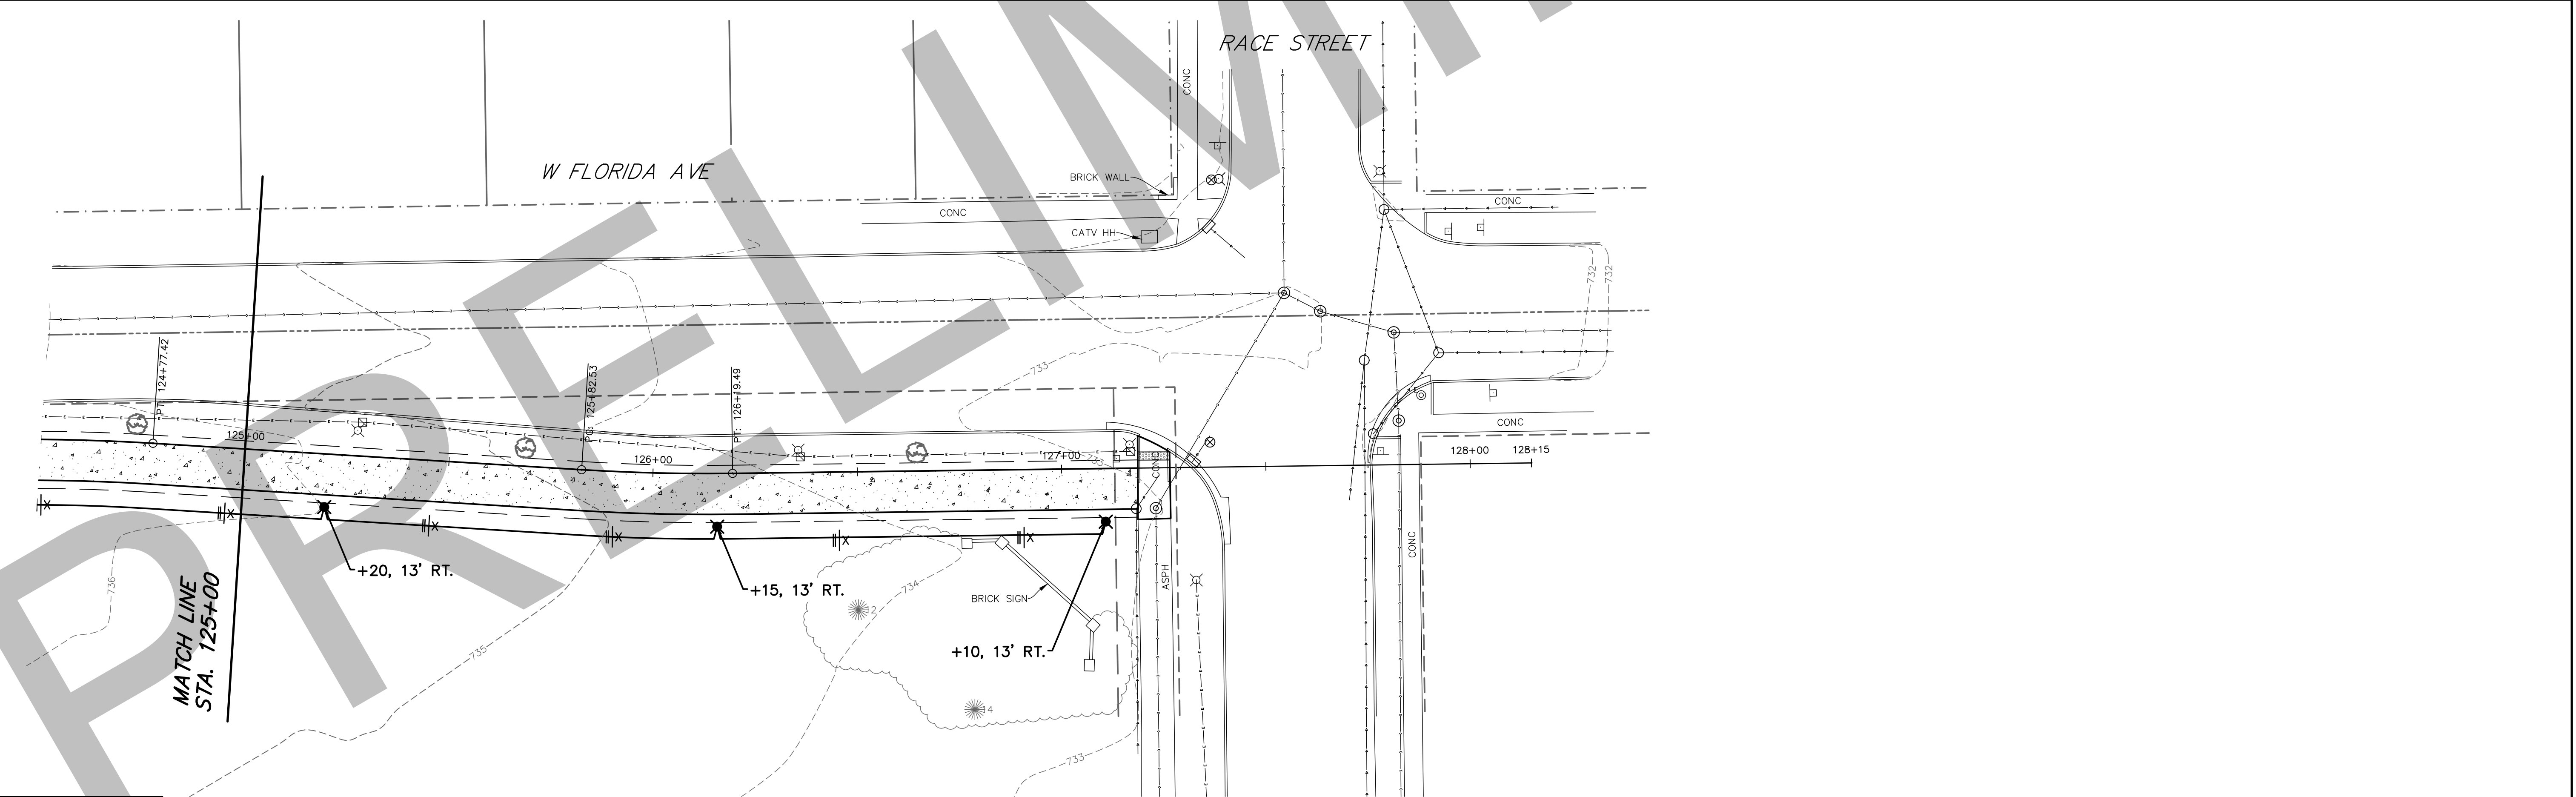 RACE STREET
CONC
W FLORIDA AVE
BRICK WALL
CONC
CATV HH
CONC
732
732
PT: 124+77.42
PC: 125+82.53
PT: 126+19.49
733
125+00
126+00
127+00
733
CONC
CONC
128+00
128+15
+20, 13' RT.
+15, 13' RT.
+10, 13' RT.
736
735
734
12
BRICK SIGN
ASPH
CONC
14
733
MATCH LINE
STA. 125+00
PRELIM